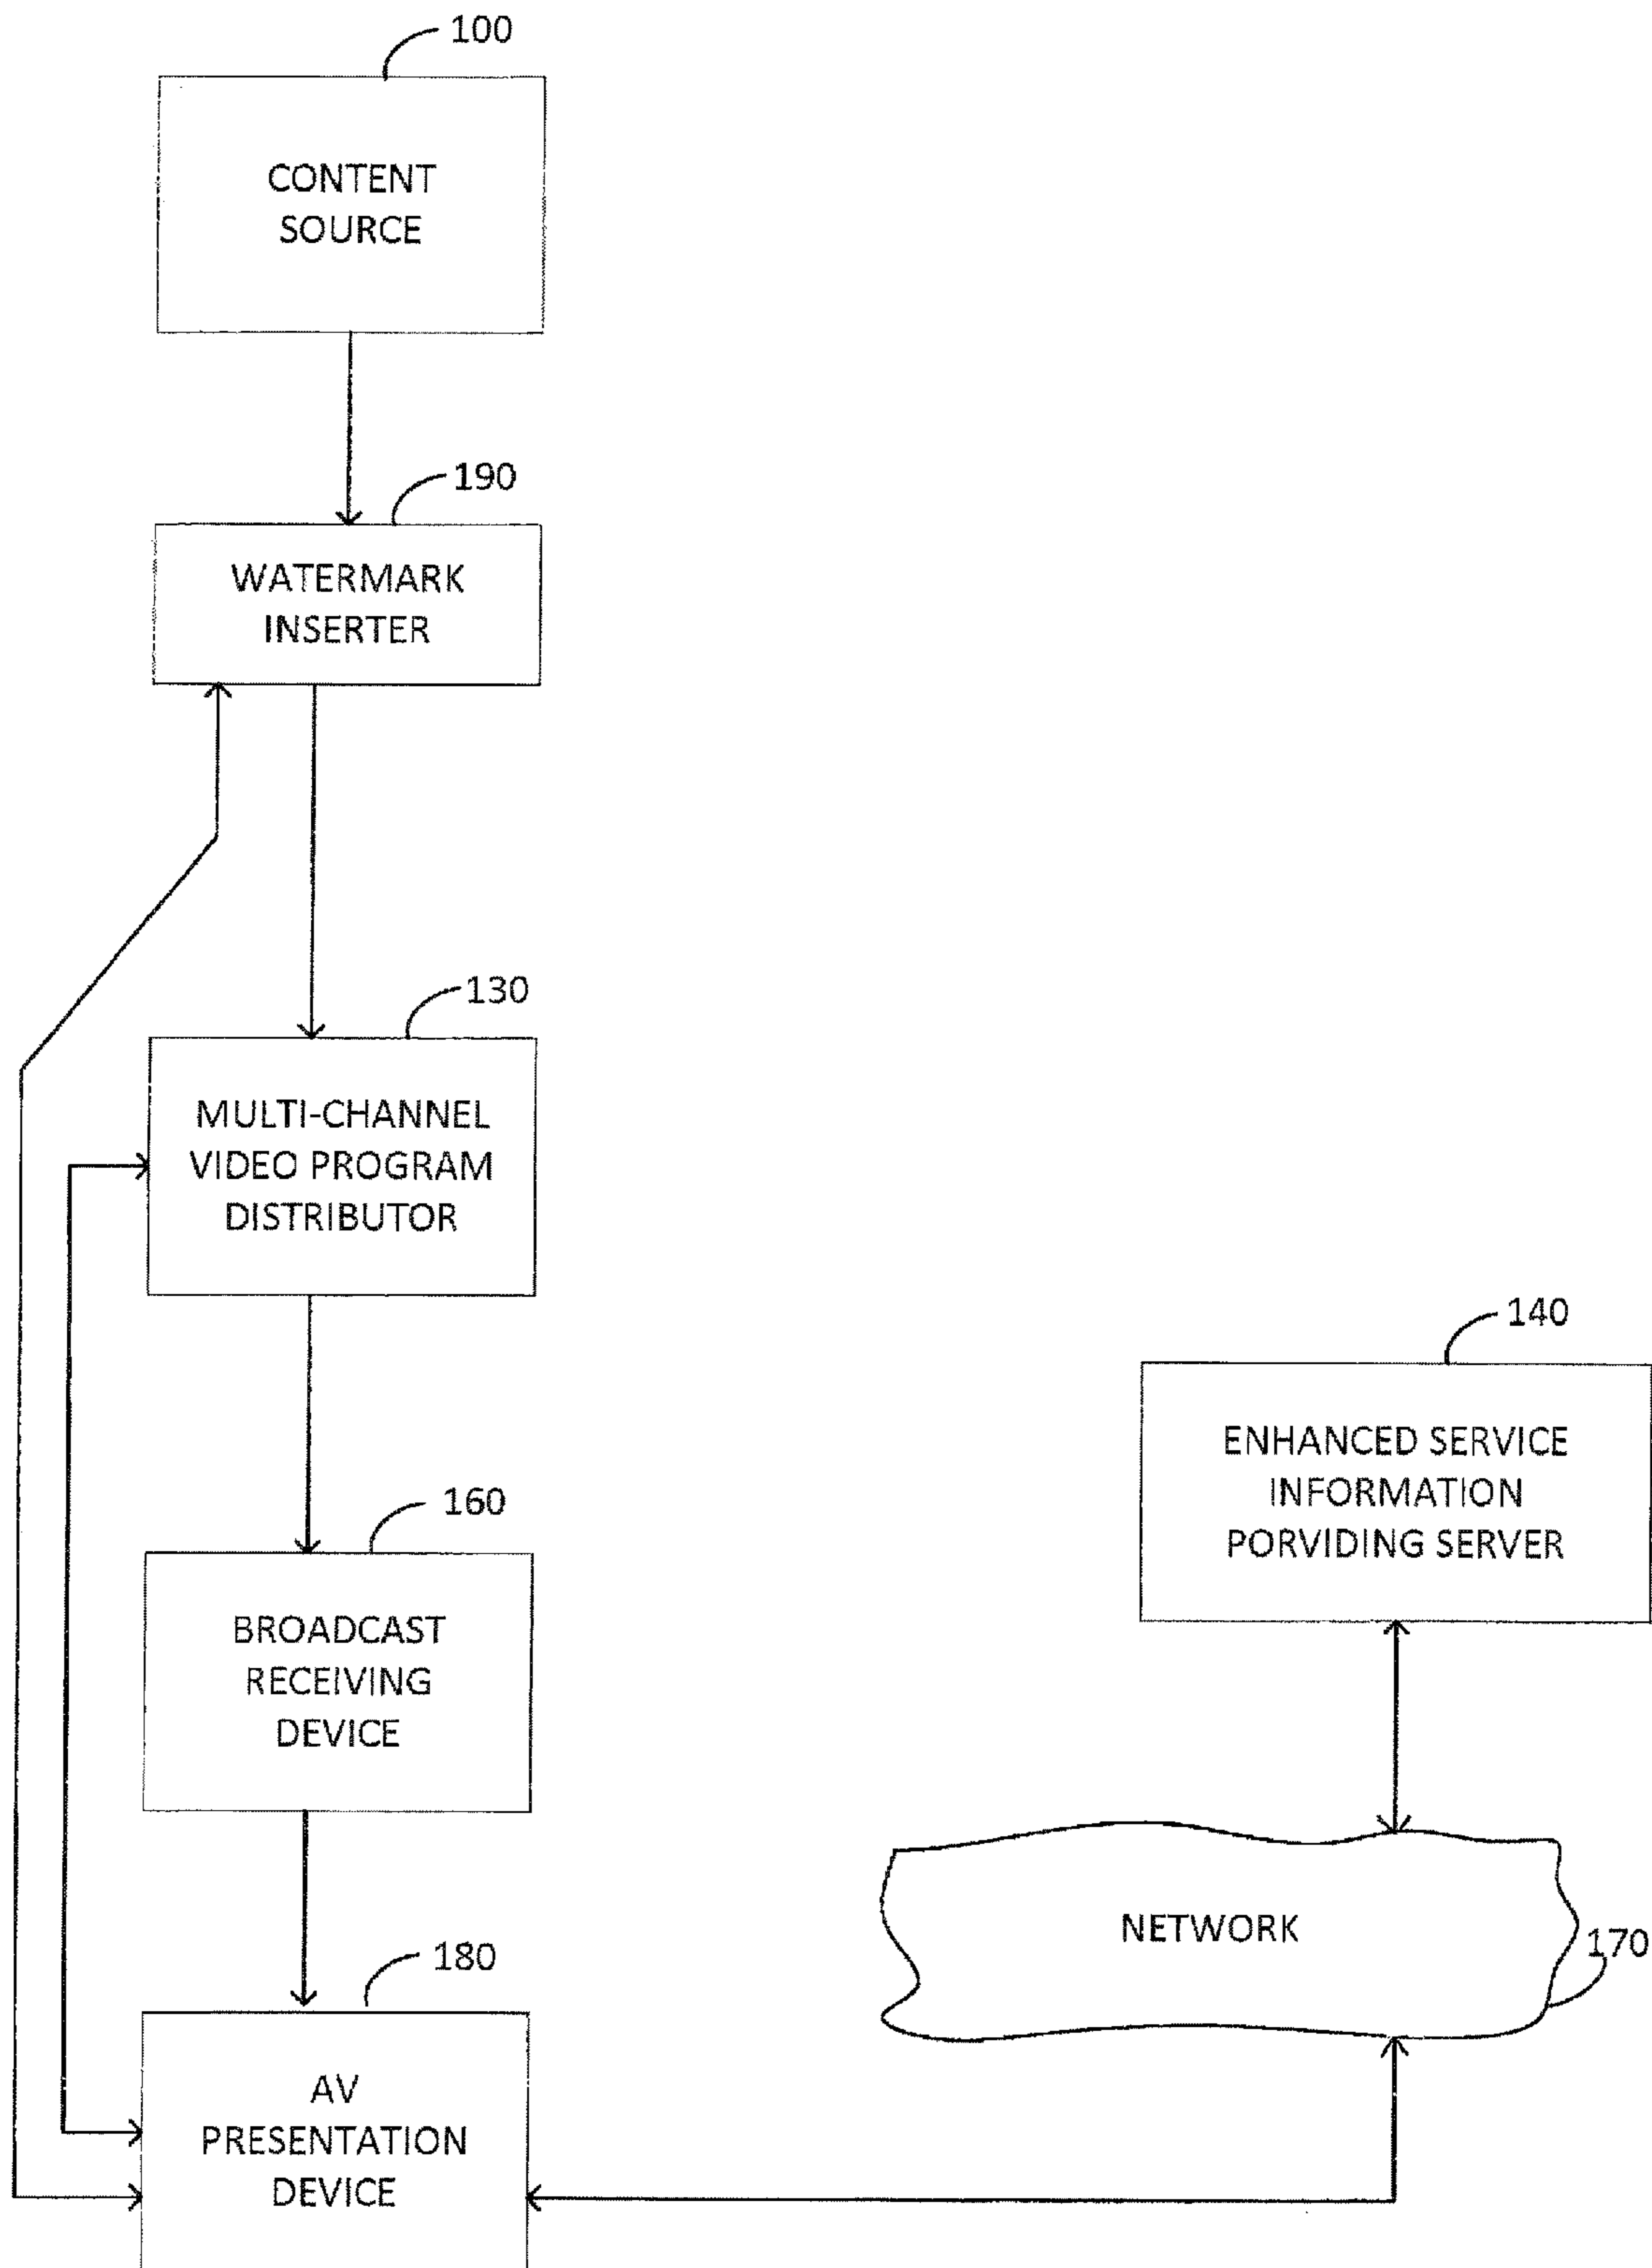 100
CONTENT
SOURCE
190
WATERMARK
INSERTER
130
MULTI-CHANNEL
VIDEO PROGRAM
DISTRIBUTOR
140
ENHANCED SERVICE
INFORMATION
PORVIDING SERVER
160
BROADCAST
RECEIVING
DEVICE
NETWORK
170
180
AV
PRESENTATION
DEVICE